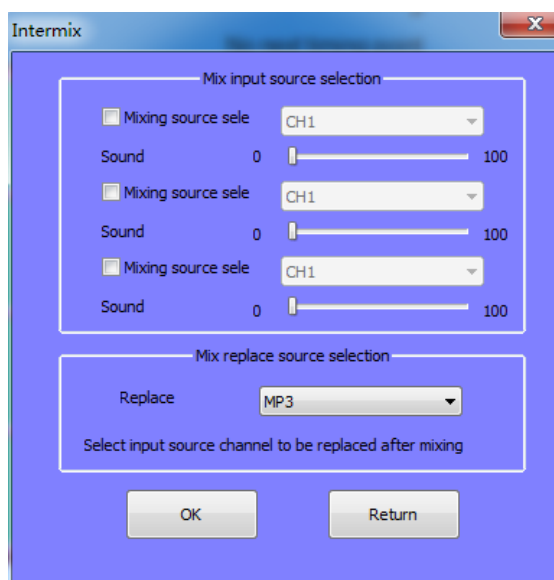 Intermix
Mix input source selection
Mixing source sele CH1
Sound 0 100
Mixing source sele CH1
Sound 0 100
Mixing source sele CH1
Sound 0 100
Mix replace source selection
Replace MP3
Select input source channel to be replaced after mixing
OK Return